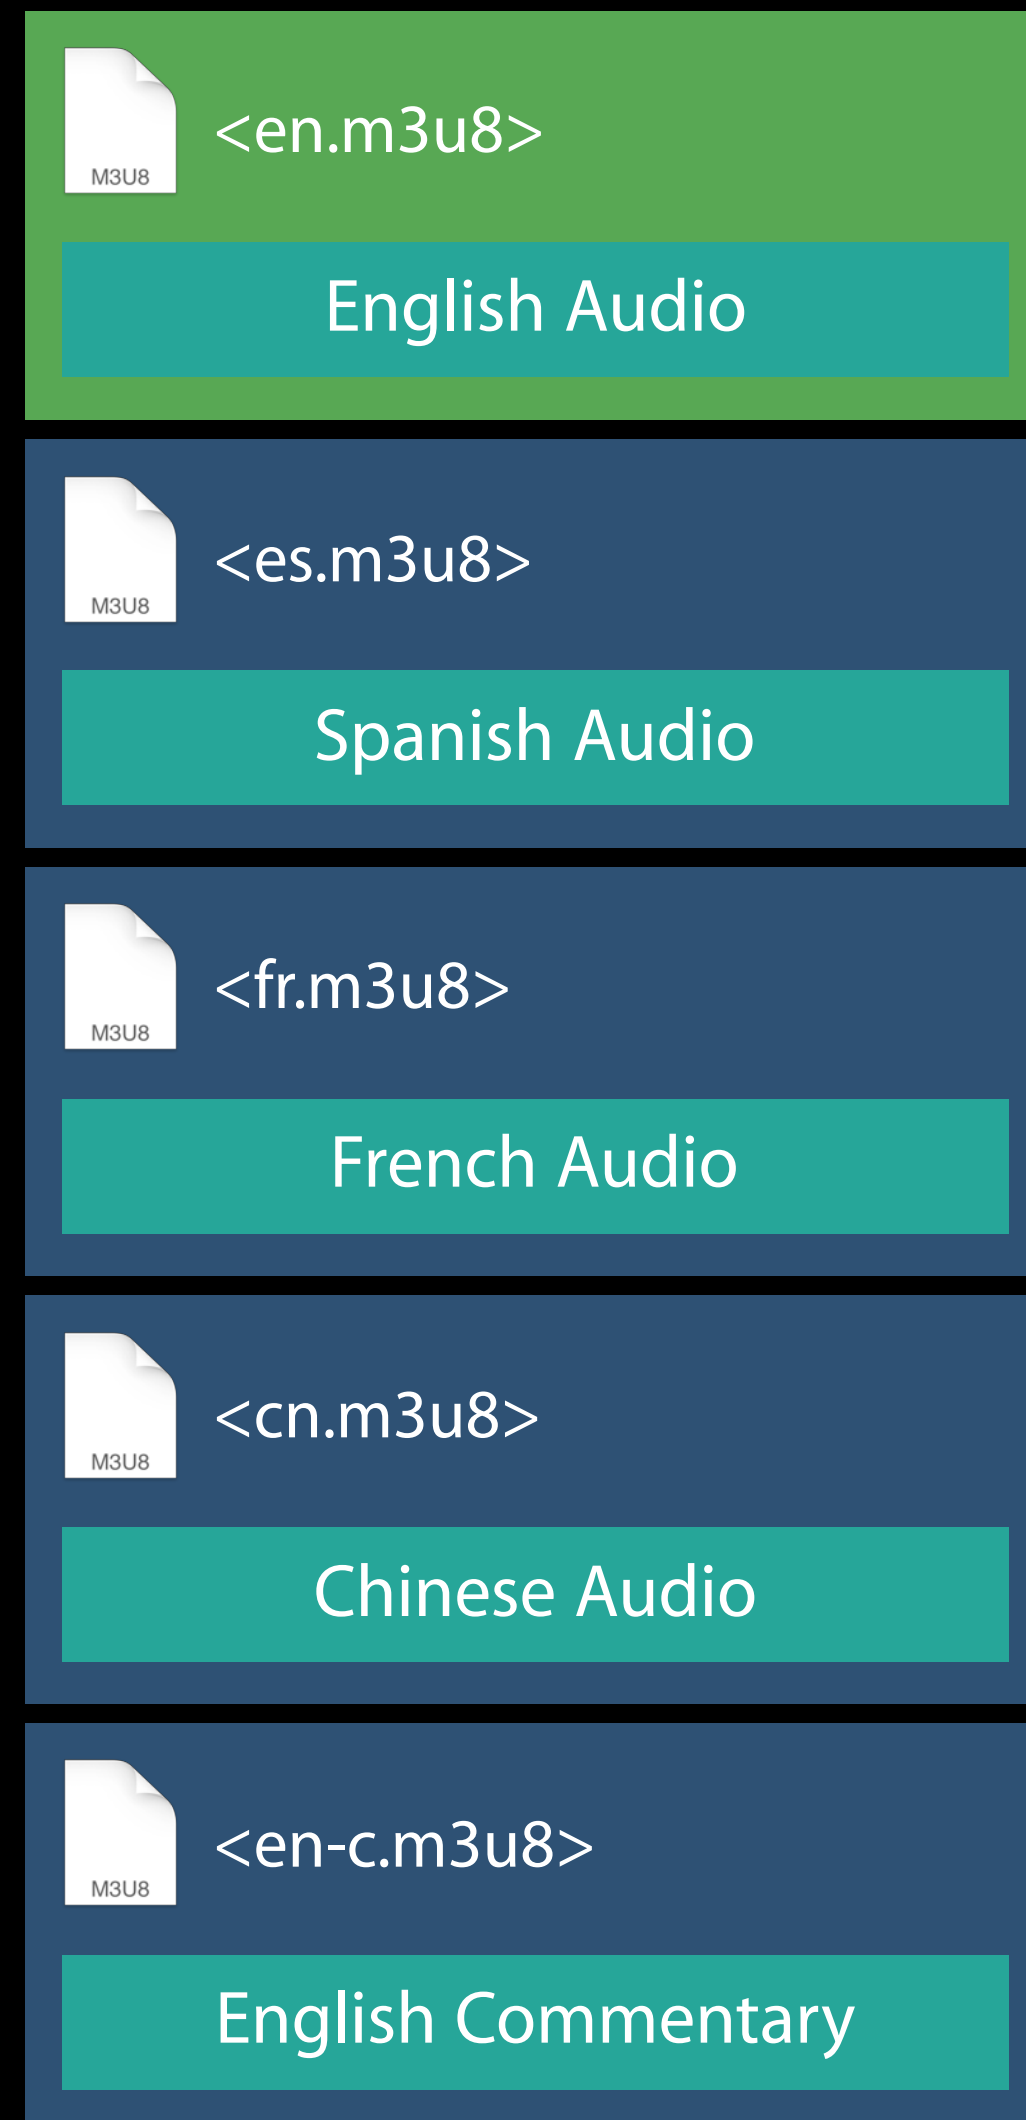 M3U8
<en.m3u8>
English Audio
M3U8
<es.m3u8>
Spanish Audio
M3U8
<fr.m3u8>
French Audio
M3U8
<cn.m3u8>
Chinese Audio
M3U8
<en-c.m3u8>
English Commentary